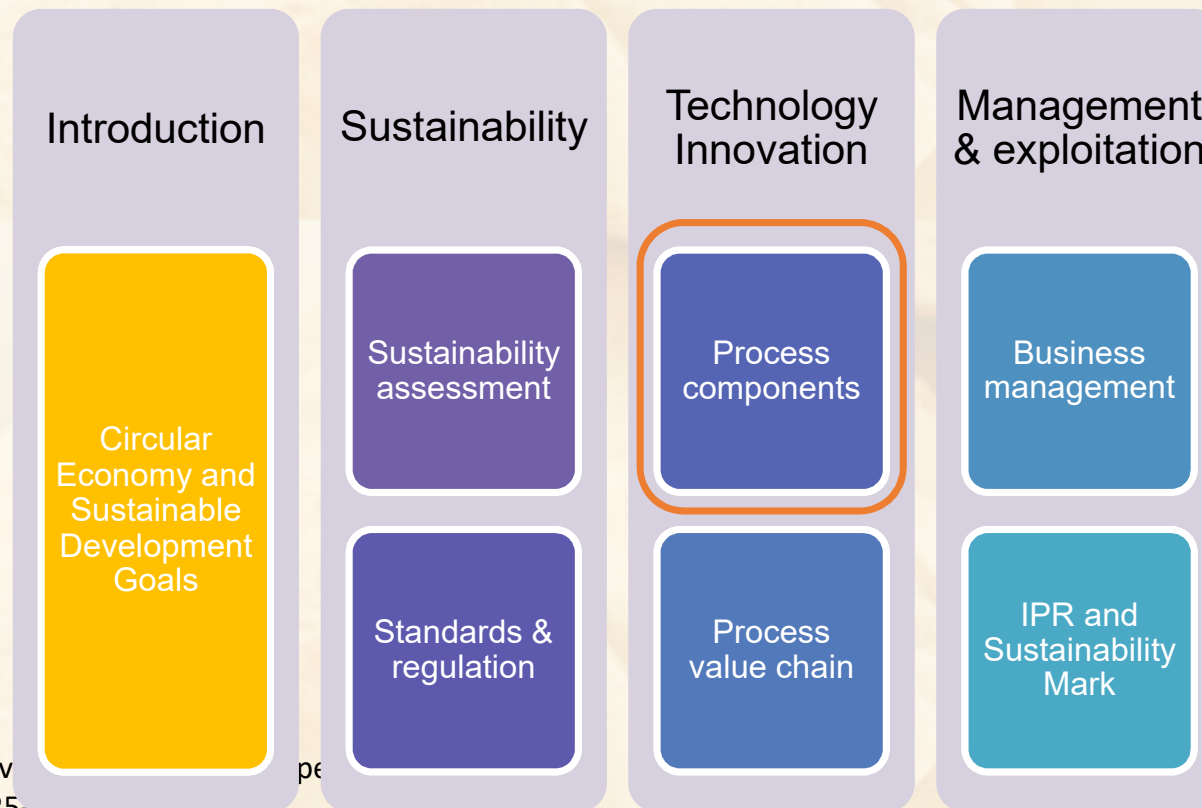 Introduction
Circular
Economy and
Sustainable
Development
Goals
Sustainability
Sustainability
assessment
Standards &
regulation
Technology
Innovation
Process
components
Process
value chain
Management
& exploitation
Business
management
IPR and
Sustainability
Mark